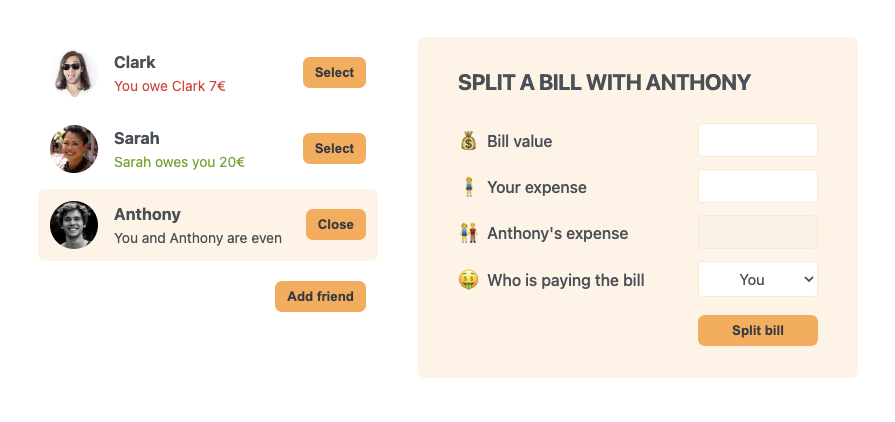 Clark
You owe Clark 7€
Select
Sarah
Sarah owes you 20€
Select
Anthony
You and Anthony are even
Close
Add friend
SPLIT A BILL WITH ANTHONY
💰 Bill value
🧍‍♀️ Your expense
👫 Anthony's expense
🤑 Who is paying the bill
You
Split bill